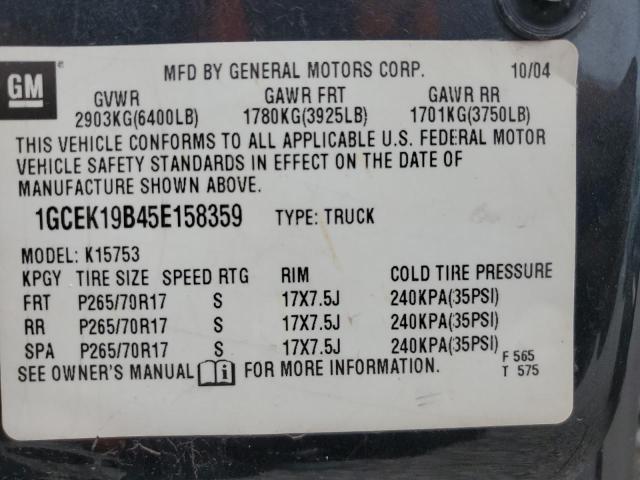 GM ® MFD BY GENERAL MOTORS CORP. 10/04
GVWR GAWR FRT GAWR RR
2903KG(6400LB) 1780KG(3925LB) 1701KG(3750LB)
THIS VEHICLE CONFORMS TO ALL APPLICABLE U.S. FEDERAL MOTOR
VEHICLE SAFETY STANDARDS IN EFFECT ON THE DATE OF
MANUFACTURE SHOWN ABOVE.
1GCEK19B45E158359 TYPE: TRUCK
MODEL: K15753
KPGY TIRE SIZE SPEED RTG RIM COLD TIRE PRESSURE
FRT P265/70R17 S 17X7.5J 240KPA(35PSI)
RR P265/70R17 S 17X7.5J 240KPA(35PSI)
SPA P265/70R17 S 17X7.5J 240KPA(35PSI)
SEE OWNER'S MANUAL i FOR MORE INFORMATION.
F 565
T 575